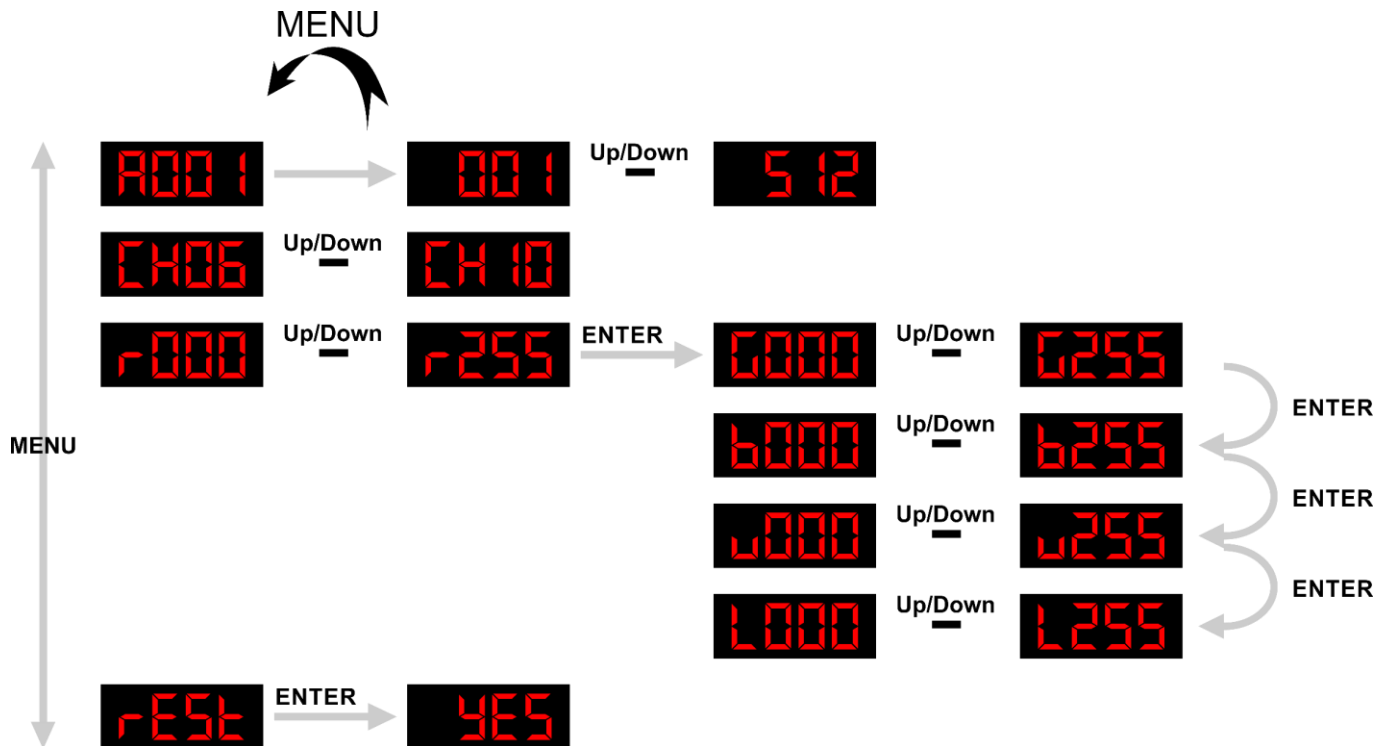 MENU
A001 001 Up/Down 512
CH06 Up/Down CH10
r000 Up/Down r255 ENTER G000 Up/Down G255
ENTER
MENU b000 Up/Down b255
ENTER
u000 Up/Down u255
ENTER
L000 Up/Down L255
rESt ENTER YES